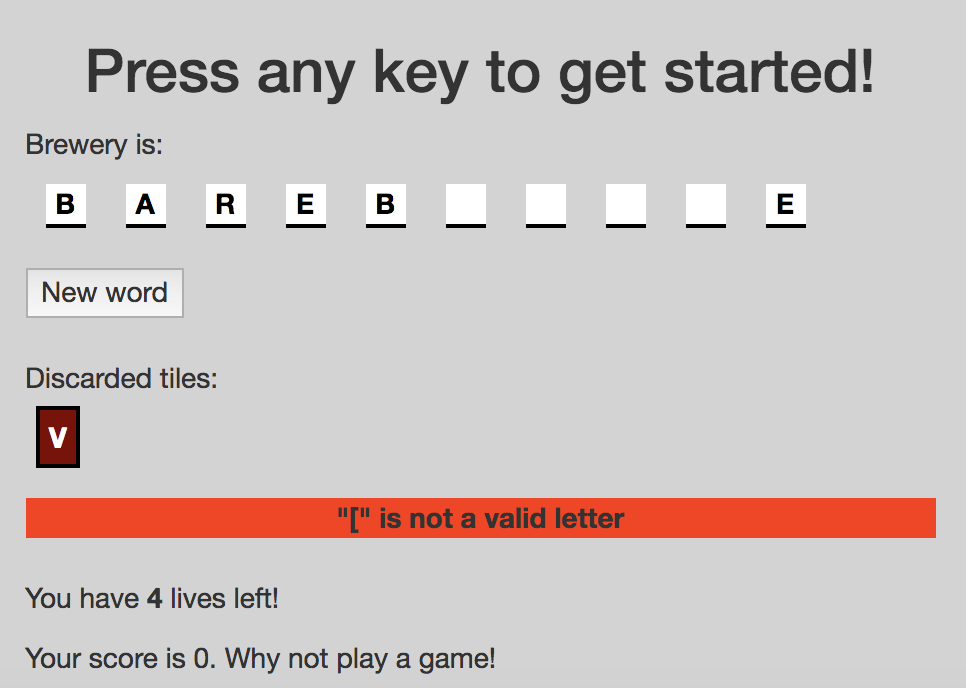 Press any key to get started!
Brewery is:
B A R E B E
New word
Discarded tiles:
V
"[" is not a valid letter
You have 4 lives left!
Your score is 0. Why not play a game!